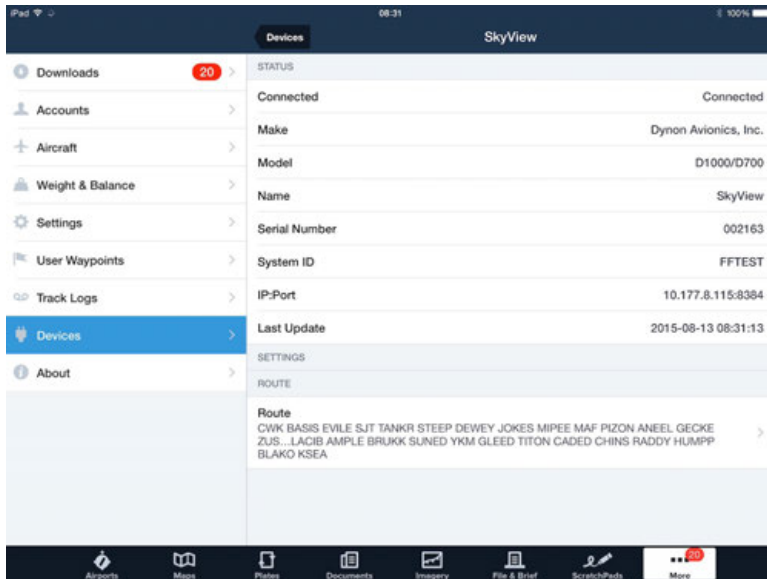 iPad 08:31 100%
Devices SkyView
Downloads 20
Accounts
Aircraft
Weight & Balance
Settings
User Waypoints
Track Logs
Devices
About
STATUS
Connected Connected
Make Dynon Avionics, Inc.
Model D1000/D700
Name SkyView
Serial Number 002163
System ID FFTEST
IP:Port 10.177.8.115:8384
Last Update 2015-08-13 08:31:13
SETTINGS
ROUTE
Route
CWK BASIS EVILE SJT TANKR STEEP DEWEY JOKES MIPEE MAF PIZON ANEEL GECKE
ZUS...LACIB AMPLE BRUKK SUNED YKM GLEED TITON CADED CHINS RADDY HUMPP
BLAKO KSEA
Airports Maps Plates Documents Imagery File & Brief ScratchPads More 20